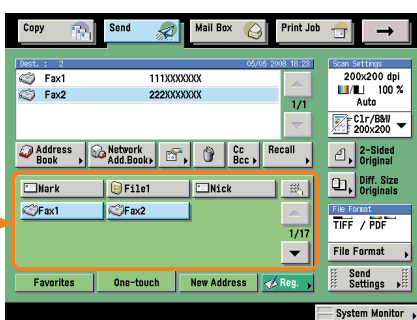 Copy Send Mail Box Print Job
Dest. : 2 05/05 2008 18:23 Scan Settings
Fax1 111XXXXXXX
Fax2 222XXXXXXX
1/1
200x200 dpi
100 %
Auto
Clr/B&W
200x200
Address Book
Network Add.Book
Cc Bcc
Recall
2-Sided Original
Diff. Size Originals
Mark File1 Nick
Fax1 Fax2
1/17
File Format
TIFF / PDF
File Format
Favorites One-touch New Address Reg.
Send Settings
System Monitor